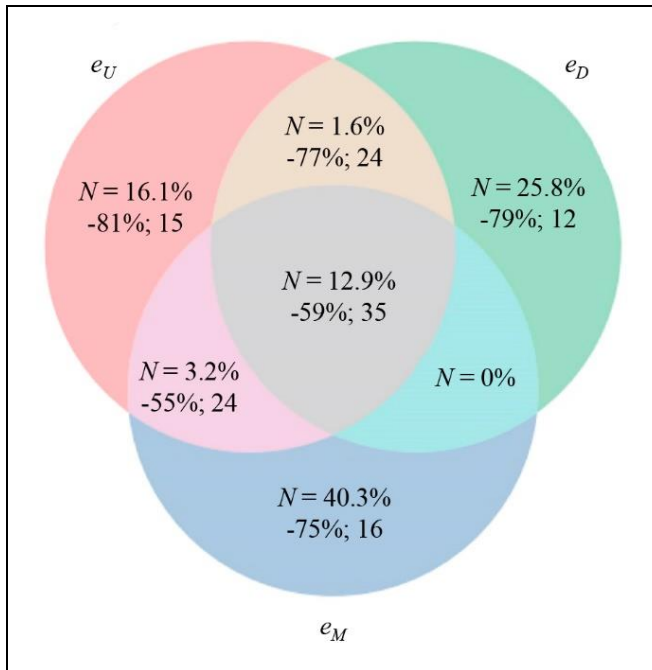 e_U
e_D
N = 1.6%
-77%; 24
N = 16.1%
-81%; 15
N = 25.8%
-79%; 12
N = 12.9%
-59%; 35
N = 3.2%
-55%; 24
N = 0%
N = 40.3%
-75%; 16
e_M